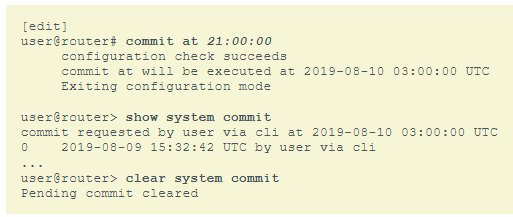 [edit]
user@router# commit at 21:00:00
configuration check succeeds
commit at will be executed at 2019-08-10 03:00:00 UTC
Exiting configuration mode
user@router> show system commit
commit requested by user via cli at 2019-08-10 03:00:00 UTC
0 2019-08-09 15:32:42 UTC by user via cli
...
user@router> clear system commit
Pending commit cleared